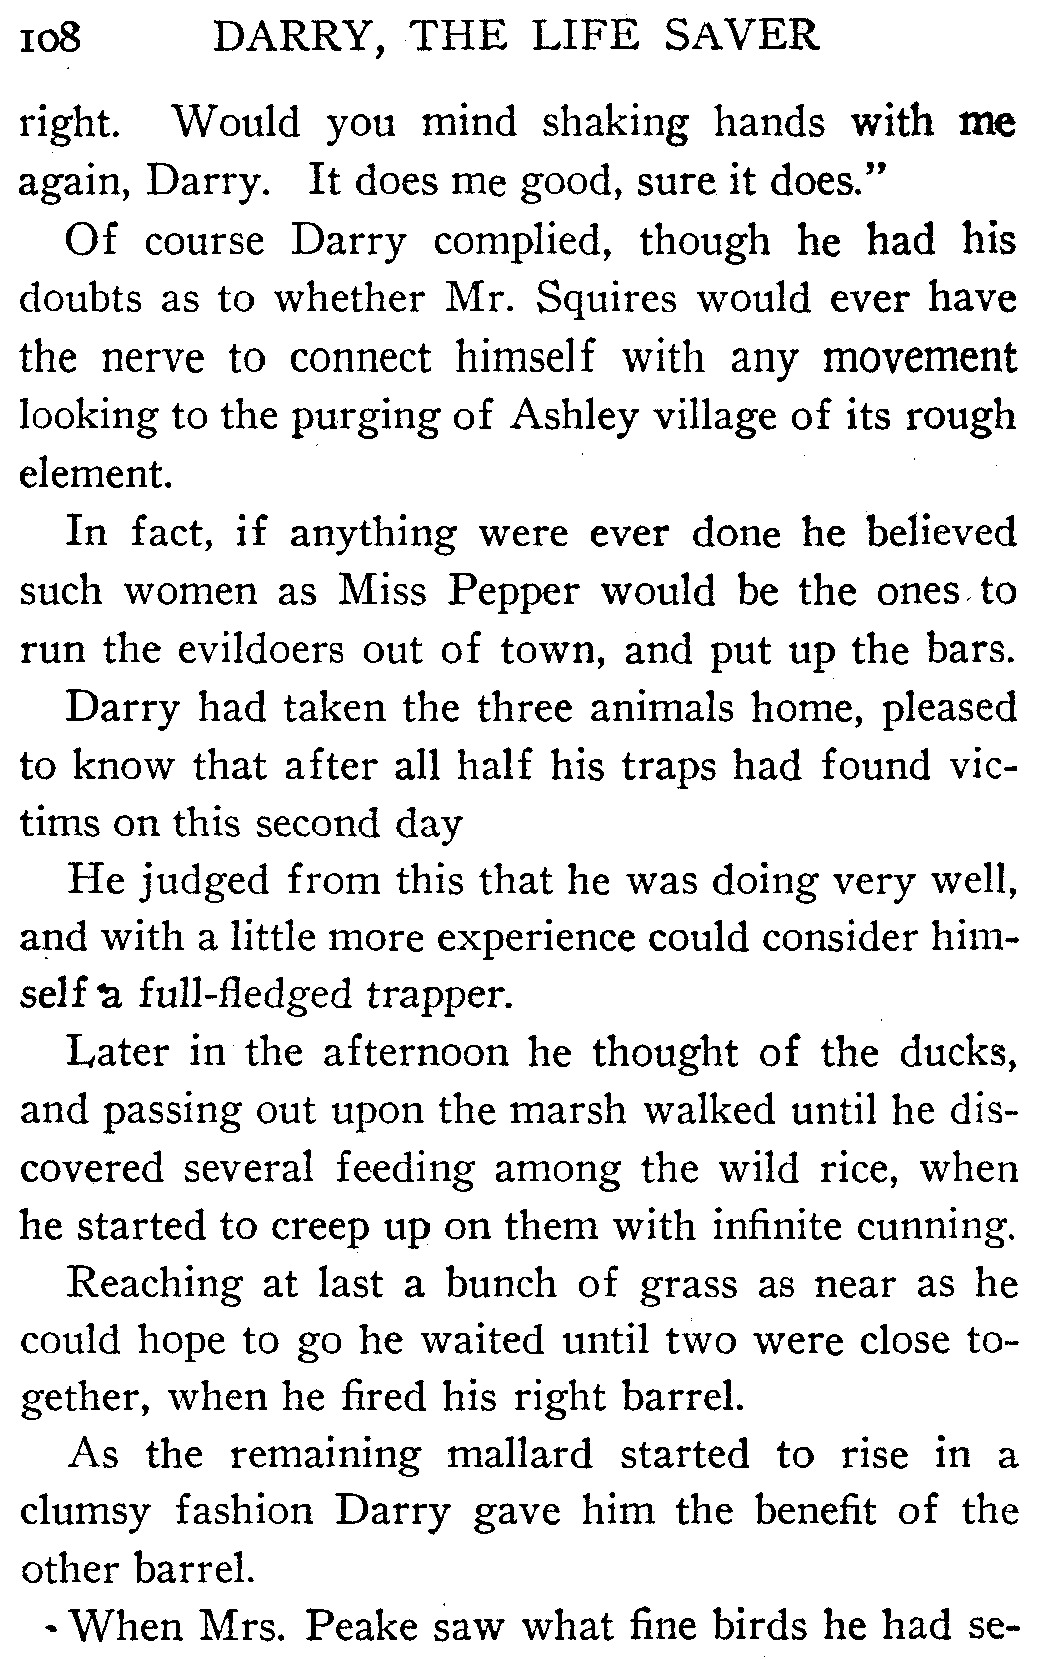 108 DARRY, THE LIFE SAVER
right. Would you mind shaking hands with me
again, Darry. It does me good, sure it does."
Of course Darry complied, though he had his
doubts as to whether Mr. Squires would ever have
the nerve to connect himself with any movement
looking to the purging of Ashley village of its rough
element.
In fact, if anything were ever done he believed
such women as Miss Pepper would be the ones to
run the evildoers out of town, and put up the bars.
Darry had taken the three animals home, pleased
to know that after all half his traps had found vic-
tims on this second day
He judged from this that he was doing very well,
and with a little more experience could consider him-
self a full-fledged trapper.
Later in the afternoon he thought of the ducks,
and passing out upon the marsh walked until he dis-
covered several feeding among the wild rice, when
he started to creep up on them with infinite cunning.
Reaching at last a bunch of grass as near as he
could hope to go he waited until two were close to-
gether, when he fired his right barrel.
As the remaining mallard started to rise in a
clumsy fashion Darry gave him the benefit of the
other barrel.
When Mrs. Peake saw what fine birds he had se-